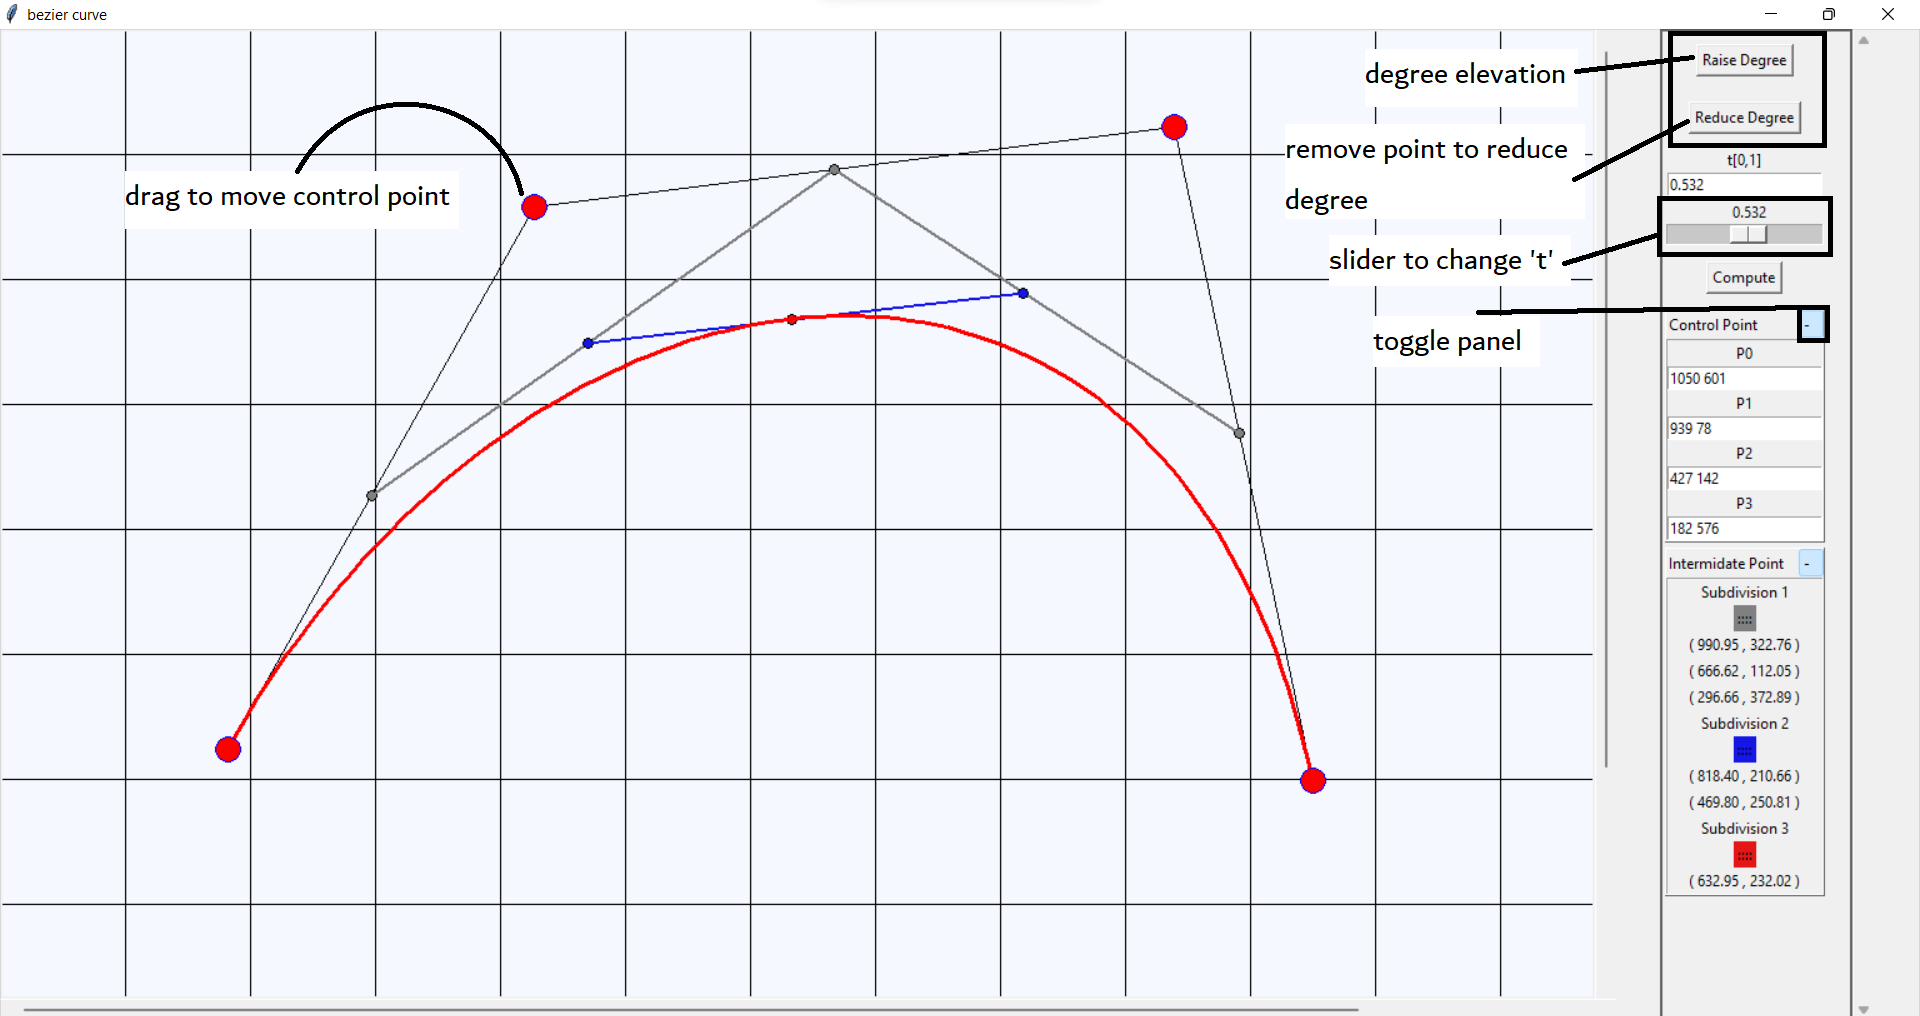 bezier curve
degree elevation
Raise Degree
remove point to reduce
degree
Reduce Degree
t[0,1]
0.532
drag to move control point
slider to change 't'
0.532
Compute
toggle panel
Control Point -
P0
1050 601
P1
939 78
P2
427 142
P3
182 576
Intermidate Point -
Subdivision 1
( 990.95 , 322.76 )
( 666.62 , 112.05 )
( 296.66 , 372.89 )
Subdivision 2
( 818.40 , 210.66 )
( 469.80 , 250.81 )
Subdivision 3
( 632.95 , 232.02 )